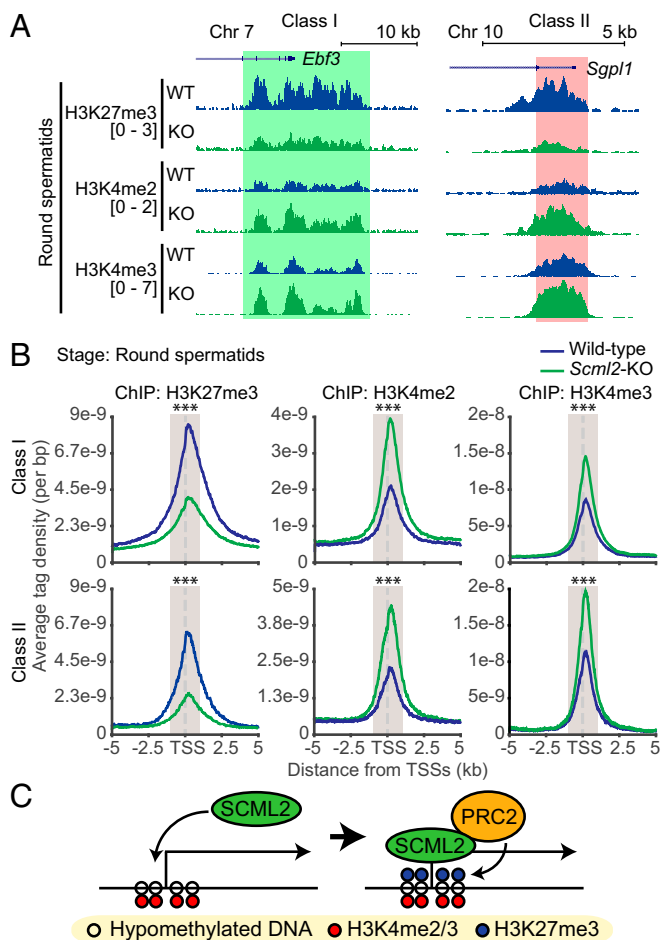 A
Chr 7 Class I 10 kb
Chr 10 Class II 5 kb
Ebf3
Sgpl1
Round spermatids
H3K27me3
[0 - 3]
WT
KO
H3K4me2
[0 - 2]
WT
KO
H3K4me3
[0 - 7]
WT
KO
B Stage: Round spermatids
Wild-type
Scml2-KO
ChIP: H3K27me3 ChIP: H3K4me2 ChIP: H3K4me3
Average tag density (per bp)
Class I
9e-9
6.7e-9
4.5e-9
2.3e-9
0
***
4e-9
3e-9
2e-9
1e-9
0
***
2e-8
1.5e-8
1e-8
5e-9
0
***
Class II
9e-9
6.7e-9
4.5e-9
2.3e-9
0
***
5e-9
3.8e-9
2.5e-9
1.3e-9
0
***
2e-8
1.5e-8
1e-8
5e-9
0
***
-5 -2.5 TSS 2.5 5
-5 -2.5 TSS 2.5 5
-5 -2.5 TSS 2.5 5
Distance from TSSs (kb)
C
SCML2
SCML2
PRC2
Hypomethylated DNA H3K4me2/3 H3K27me3